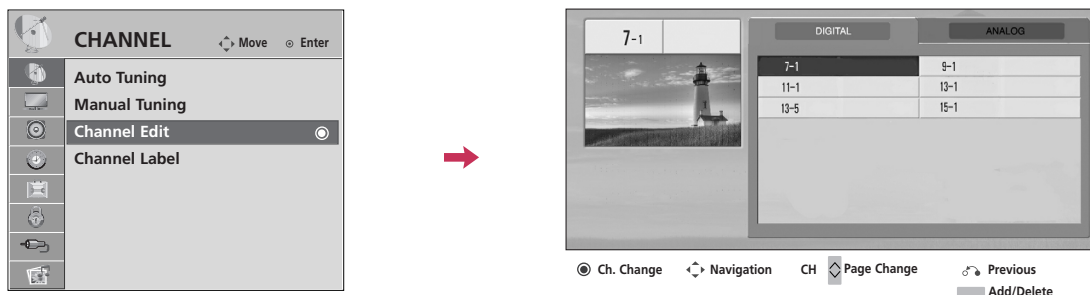 CHANNEL
Move
Enter
Auto Tuning
Manual Tuning
Channel Edit
Channel Label
7-1
DIGITAL
ANALOG
7-1
9-1
11-1
13-1
13-5
15-1
Ch. Change
Navigation
CH
Page Change
Previous
Add/Delete